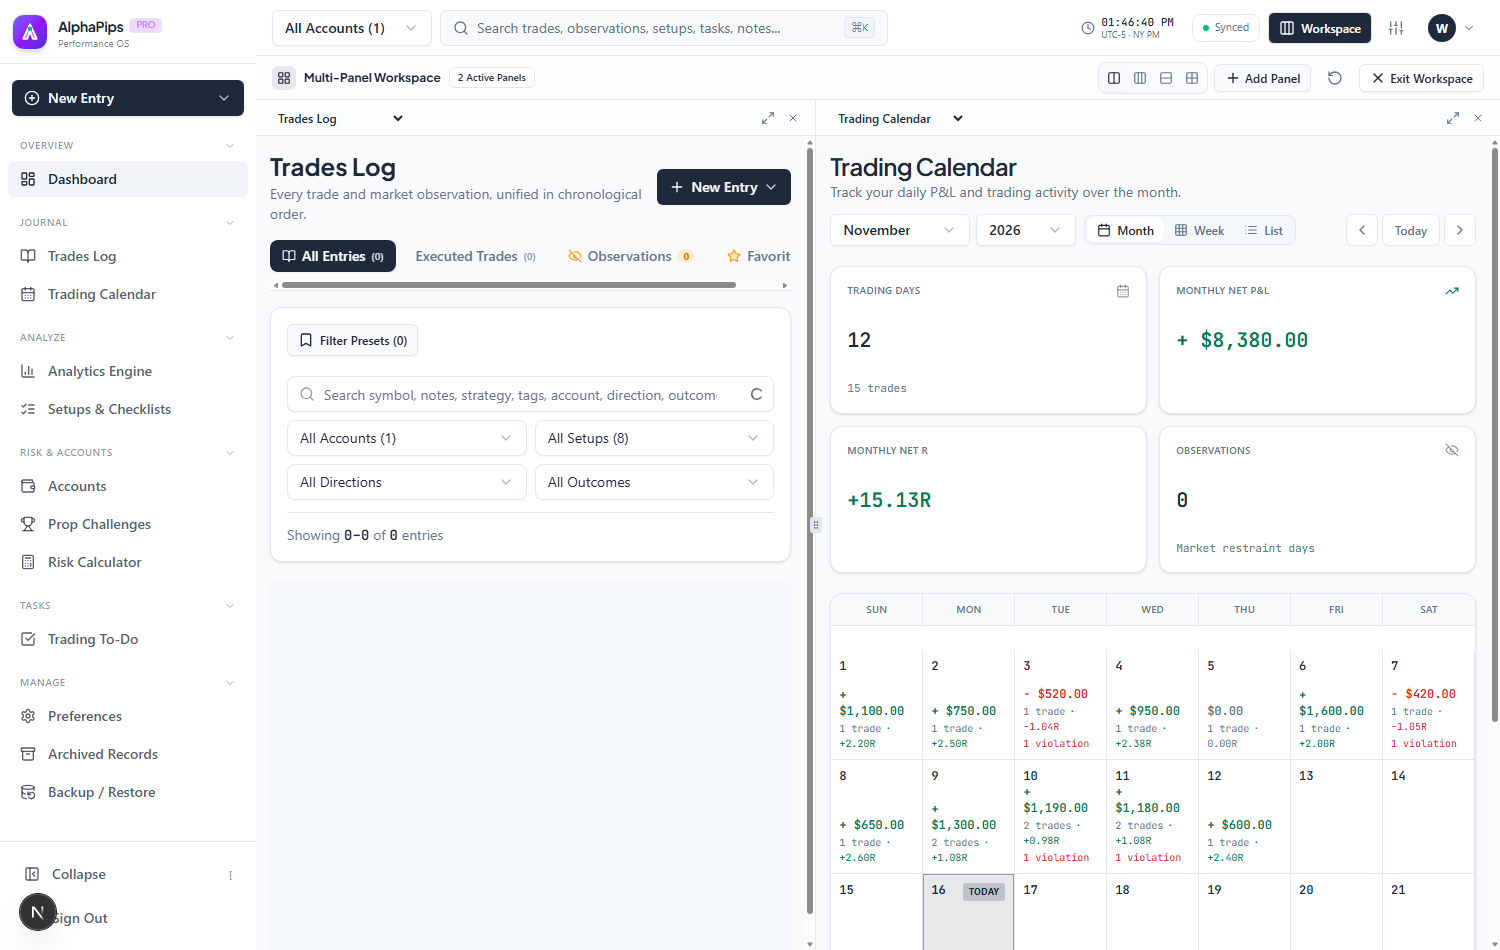 AlphaPips PRO
Performance OS
All Accounts (1)
Search trades, observations, setups, tasks, notes...
⌘K
01:46:40 PM
UTC-5 · NY PM
Synced
Workspace
W
New Entry
OVERVIEW
Dashboard
JOURNAL
Trades Log
Trading Calendar
ANALYZE
Analytics Engine
Setups & Checklists
RISK & ACCOUNTS
Accounts
Prop Challenges
Risk Calculator
TASKS
Trading To-Do
MANAGE
Preferences
Archived Records
Backup / Restore
Collapse [
N
Sign Out
Multi-Panel Workspace
2 Active Panels
Add Panel
Exit Workspace
Trades Log
Trades Log
Every trade and market observation, unified in chronological
order.
New Entry
All Entries (0)
Executed Trades (0)
Observations 0
Favorit
Filter Presets (0)
Search symbol, notes, strategy, tags, account, direction, outcom
All Accounts (1)
All Setups (8)
All Directions
All Outcomes
Showing 0–0 of 0 entries
Trading Calendar
Trading Calendar
Track your daily P&L and trading activity over the month.
November
2026
Month
Week
List
Today
TRADING DAYS
12
15 trades
MONTHLY NET P&L
+ $8,380.00
MONTHLY NET R
+15.13R
OBSERVATIONS
0
Market restraint days
SUN MON TUE WED THU FRI SAT
1
+
$1,100.00
1 trade ·
+2.20R
2
+ $750.00
1 trade ·
+2.50R
3
- $520.00
1 trade ·
-1.04R
1 violation
4
+ $950.00
1 trade ·
+2.38R
5
$0.00
1 trade ·
0.00R
6
+
$1,600.00
1 trade ·
+2.00R
7
- $420.00
1 trade ·
-1.05R
1 violation
8
+ $650.00
1 trade ·
+2.60R
9
+
$1,300.00
2 trades ·
+1.08R
10
+
$1,190.00
2 trades ·
+0.98R
1 violation
11
+
$1,180.00
2 trades ·
+1.08R
1 violation
12
+ $600.00
1 trade ·
+2.40R
13
14
15
16 TODAY
17
18
19
20
21